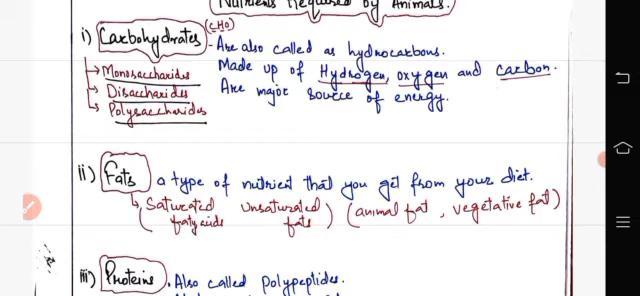 Nutrients Required by Animals.
i) Carbohydrates (CHO) - Are also called as hydrocarbons.
Made up of Hydrogen, oxygen and carbon.
→ Monosaccharides
Are major source of energy.
→ Disaccharides
→ Polysaccharides
ii) Fats a type of nutrient that you get from your diet.
↳ (Saturated fatty acids Unsaturated fats) (animal fat, vegetative fat)
iii) Proteins . Also called polypeptides.